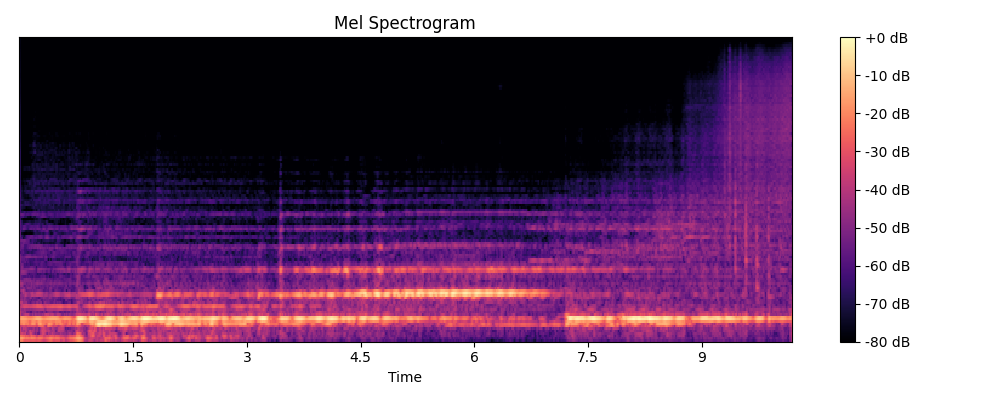 Mel Spectrogram
+0 dB
-10 dB
-20 dB
-30 dB
-40 dB
-50 dB
-60 dB
-70 dB
-80 dB
0 1.5 3 4.5 6 7.5 9
Time